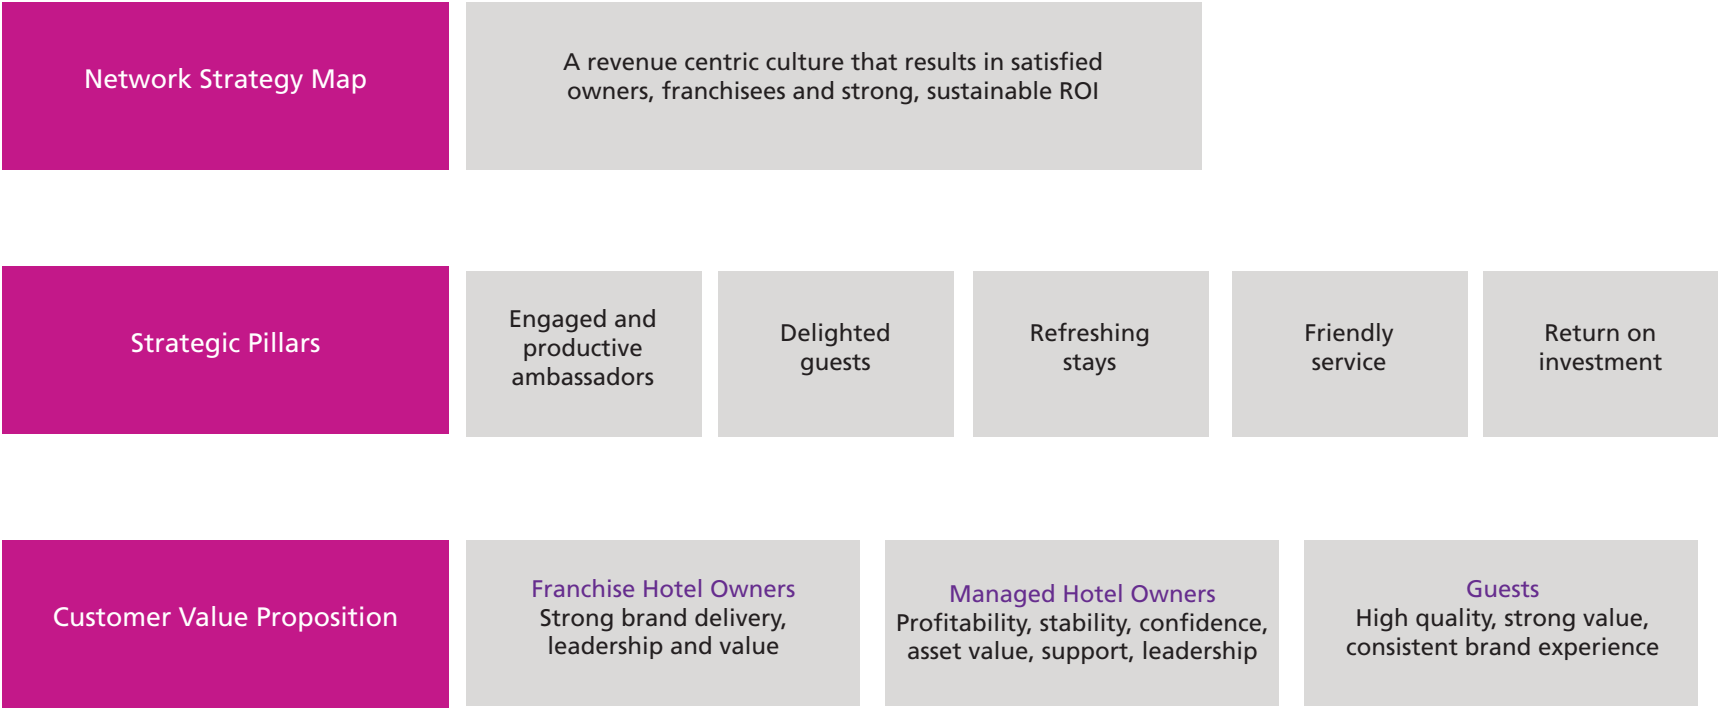 Network Strategy Map
A revenue centric culture that results in satisfied
owners, franchisees and strong, sustainable ROI
Strategic Pillars
Engaged and
productive
ambassadors
Delighted
guests
Refreshing
stays
Friendly
service
Return on
investment
Customer Value Proposition
Franchise Hotel Owners
Strong brand delivery,
leadership and value
Managed Hotel Owners
Profitability, stability, confidence,
asset value, support, leadership
Guests
High quality, strong value,
consistent brand experience